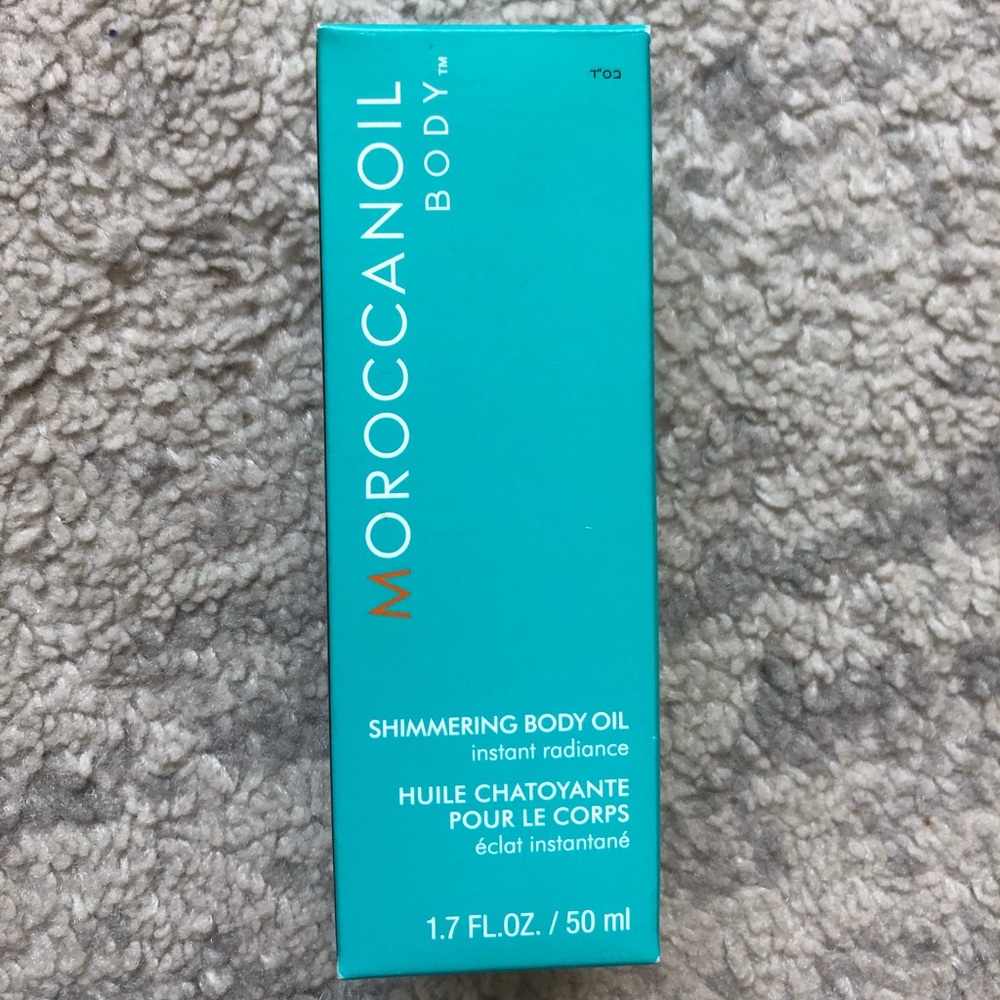 בס"ד
MOROCCANOIL
BODY™
SHIMMERING BODY OIL
instant radiance
HUILE CHATOYANTE
POUR LE CORPS
éclat instantané
1.7 FL.OZ. / 50 ml